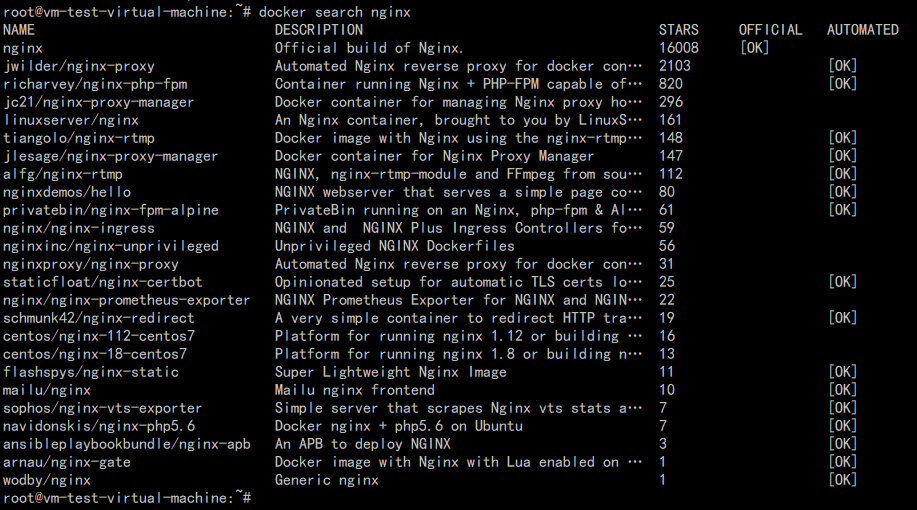 root@vm-test-virtual-machine:~# docker search nginx
NAME DESCRIPTION STARS OFFICIAL AUTOMATED
nginx Official build of Nginx. 16008 [OK]
jwilder/nginx-proxy Automated Nginx reverse proxy for docker con… 2103 [OK]
richarvey/nginx-php-fpm Container running Nginx + PHP-FPM capable of… 820 [OK]
jc21/nginx-proxy-manager Docker container for managing Nginx proxy ho… 296
linuxserver/nginx An Nginx container, brought to you by LinuxS… 161
tiangolo/nginx-rtmp Docker image with Nginx using the nginx-rtmp… 148 [OK]
jlesage/nginx-proxy-manager Docker container for Nginx Proxy Manager 147 [OK]
alfg/nginx-rtmp NGINX, nginx-rtmp-module and FFmpeg from sou… 112 [OK]
nginxdemos/hello NGINX webserver that serves a simple page co… 80 [OK]
privatebin/nginx-fpm-alpine PrivateBin running on an Nginx, php-fpm & Al… 61 [OK]
nginx/nginx-ingress NGINX and  NGINX Plus Ingress Controllers fo… 59
nginxinc/nginx-unprivileged Unprivileged NGINX Dockerfiles 56
nginxproxy/nginx-proxy Automated Nginx reverse proxy for docker con… 31
staticfloat/nginx-certbot Opinionated setup for automatic TLS certs lo… 25 [OK]
nginx/nginx-prometheus-exporter NGINX Prometheus Exporter for NGINX and NGIN… 22
schmunk42/nginx-redirect A very simple container to redirect HTTP tra… 19 [OK]
centos/nginx-112-centos7 Platform for running nginx 1.12 or building … 16
centos/nginx-18-centos7 Platform for running nginx 1.8 or building n… 13
flashspys/nginx-static Super Lightweight Nginx Image 11 [OK]
mailu/nginx Mailu nginx frontend 10 [OK]
sophos/nginx-vts-exporter Simple server that scrapes Nginx vts stats a… 7 [OK]
navidonskis/nginx-php5.6 Docker nginx + php5.6 on Ubuntu 7 [OK]
ansibleplaybookbundle/nginx-apb An APB to deploy NGINX 3 [OK]
arnau/nginx-gate Docker image with Nginx with Lua enabled on … 1 [OK]
wodby/nginx Generic nginx 1 [OK]
root@vm-test-virtual-machine:~#